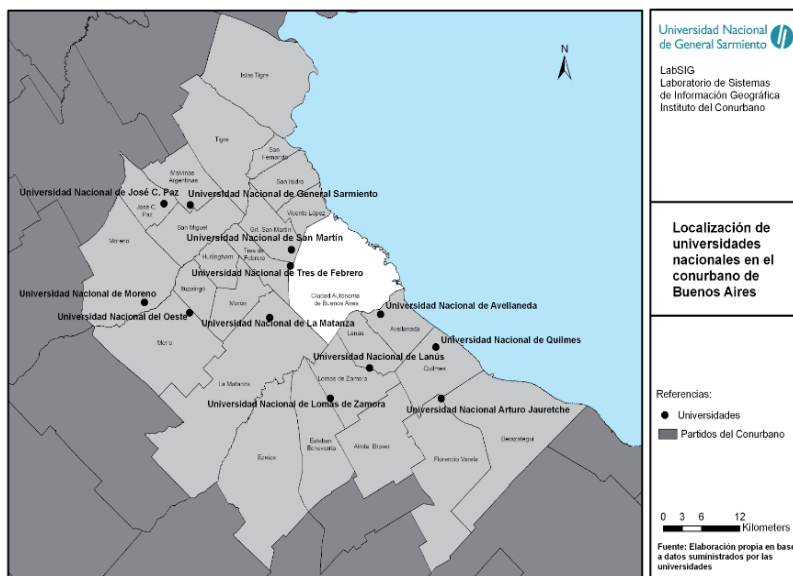 Islas Tigre
Tigre
San
Fernando
Malvinas
Argentinas
San Isidro
Universidad Nacional de José C. Paz
Universidad Nacional de General Sarmiento
José C.
Paz
Vicente López
San Miguel
Gral. San Martín
Moreno
Universidad Nacional de San Martín
Hurlingham
Tres de
Febrero
Universidad Nacional de Tres de Febrero
Ituzaingó
Universidad Nacional de Moreno
Morón
Ciudad Autónoma
de Buenos Aires
Universidad Nacional de Avellaneda
Universidad Nacional del Oeste
Universidad Nacional de La Matanza
Lanús
Avellaneda
Merlo
Universidad Nacional de Quilmes
Universidad Nacional de Lanús
Quilmes
La Matanza
Lomas de Zamora
Universidad Nacional de Lomas de Zamora
Universidad Nacional Arturo Jauretche
Esteban
Echeverría
Almte. Brown
Berazategui
Ezeiza
Florencio Varela
N
Universidad Nacional
de General Sarmiento
LabSIG
Laboratorio de Sistemas
de Información Geográfica
Instituto del Conurbano
Localización de
universidades
nacionales en el
conurbano de
Buenos Aires
Referencias:
Universidades
Partidos del Conurbano
0 3 6 12
Kilometers
Fuente: Elaboración propia en base
a datos suministrados por las
universidades